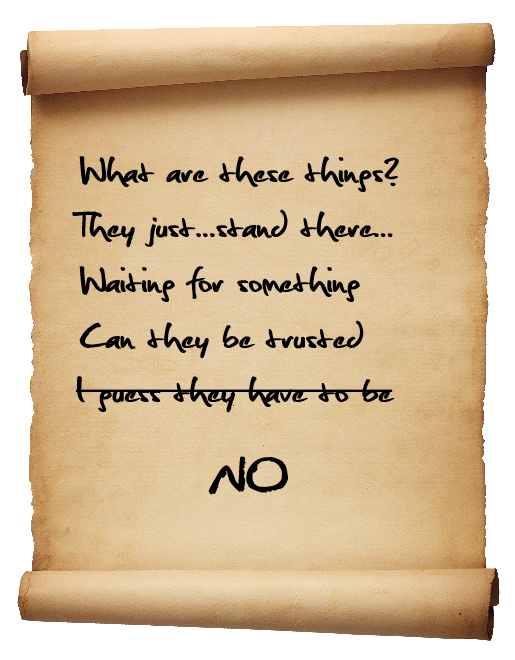 What are these things?
They just...stand there...
Waiting for something
Can they be trusted
I guess they have to be
NO